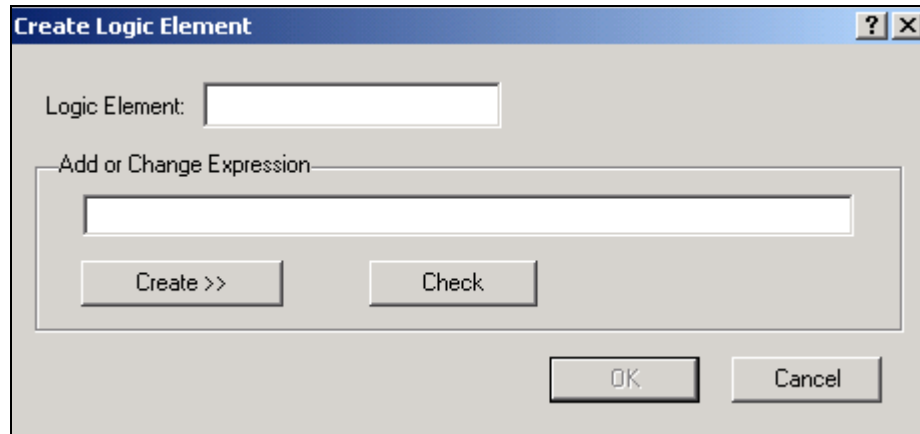 Create Logic Element
Logic Element:
Add or Change Expression
Create >>
Check
OK
Cancel